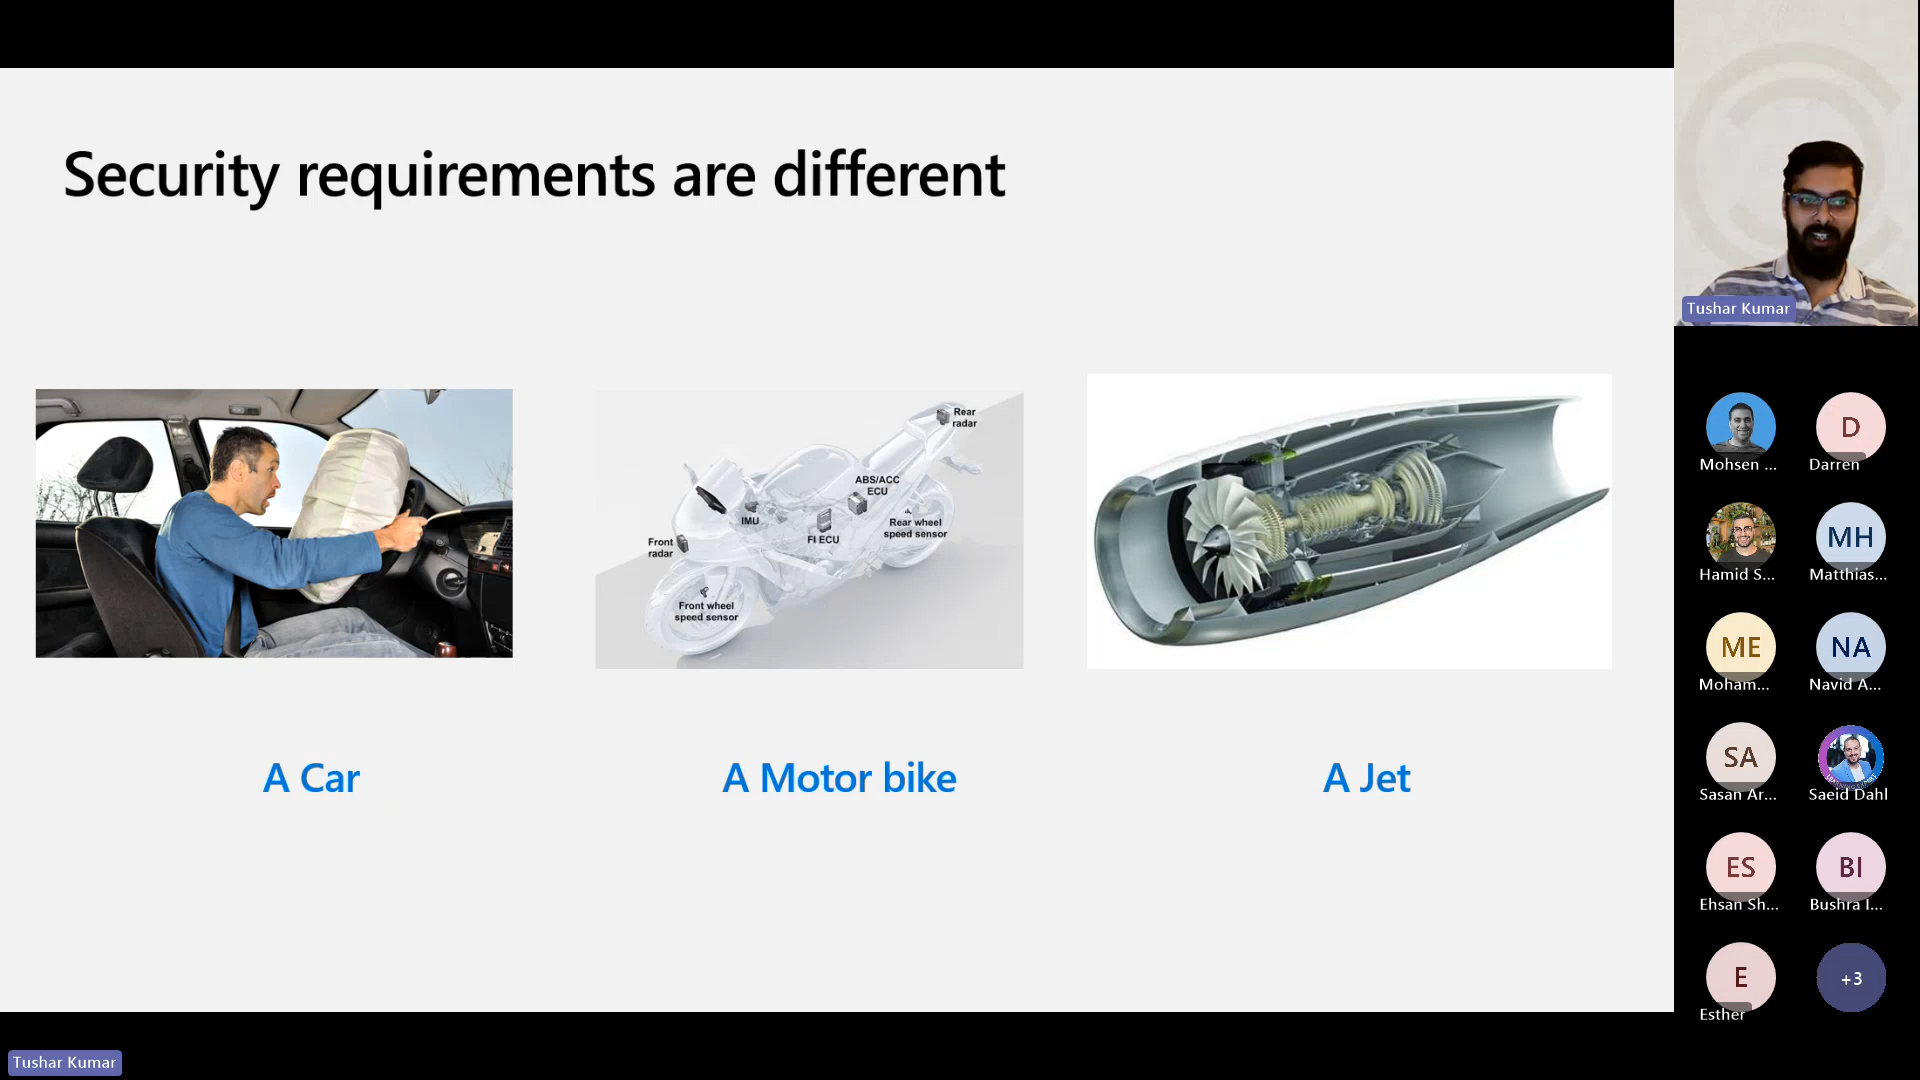 Security requirements are different
Rear
radar
ABS/ACC
ECU
IMU
FI ECU
Rear wheel
speed sensor
Front
radar
Front wheel
speed sensor
A Car
A Motor bike
A Jet
Tushar Kumar
Mohsen ...
D
Darren
Hamid S...
MH
Matthias...
ME
Moham...
NA
Navid A...
SA
Sasan Ar...
Saeid Dahl
ES
Ehsan Sh...
BI
Bushra I...
E
Esther
+3
Tushar Kumar